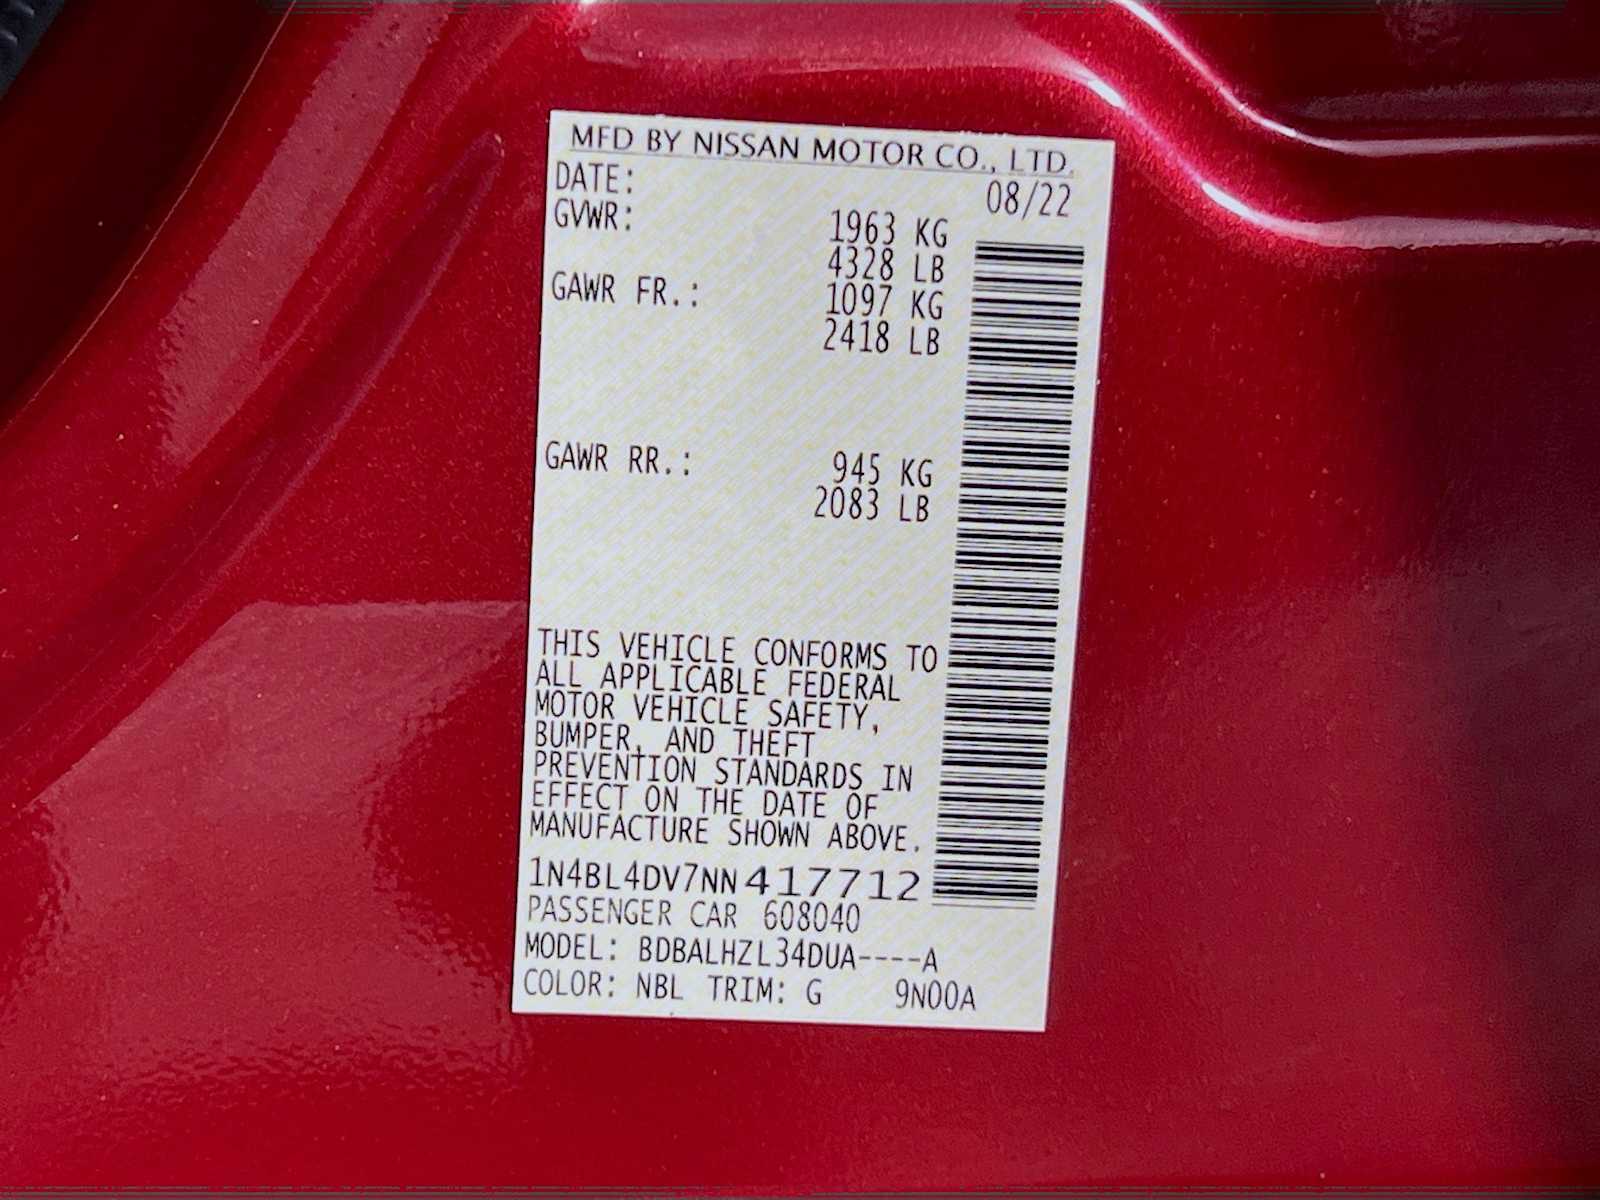 MFD BY NISSAN MOTOR CO., LTD.
DATE: 08/22
GVWR: 1963 KG
4328 LB
GAWR FR.: 1097 KG
2418 LB
GAWR RR.: 945 KG
2083 LB
THIS VEHICLE CONFORMS TO
ALL APPLICABLE FEDERAL
MOTOR VEHICLE SAFETY,
BUMPER, AND THEFT
PREVENTION STANDARDS IN
EFFECT ON THE DATE OF
MANUFACTURE SHOWN ABOVE.
1N4BL4DV7NN417712
PASSENGER CAR 608040
MODEL: BDBALHZL34DUA----A
COLOR: NBL TRIM: G 9N00A